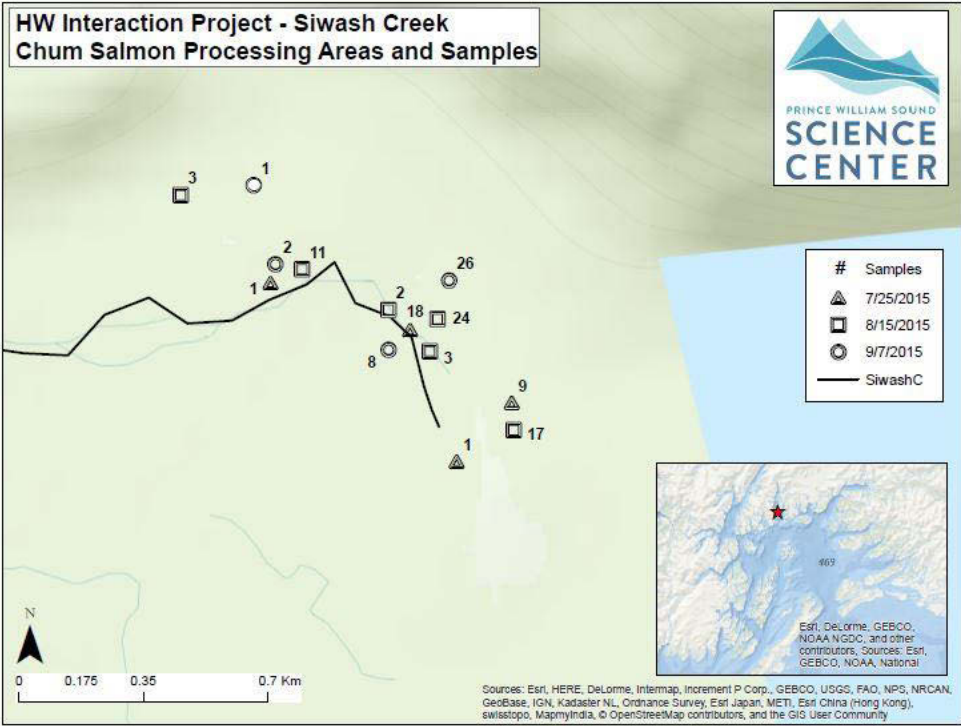 HW Interaction Project - Siwash Creek
Chum Salmon Processing Areas and Samples
PRINCE WILLIAM SOUND
SCIENCE
CENTER
3
1
2
11
1
26
2
18
24
8
3
9
17
1
# Samples
7/25/2015
8/15/2015
9/7/2015
SiwashC
469
Esri, DeLorme, GEBCO,
NOAA NGDC, and other
contributors, Sources: Esri,
GEBCO, NOAA, National
N
0 0.175 0.35 0.7 Km
Sources: Esri, HERE, DeLorme, Intermap, increment P Corp., GEBCO, USGS, FAO, NPS, NRCAN,
GeoBase, IGN, Kadaster NL, Ordnance Survey, Esri Japan, METI, Esri China (Hong Kong),
swisstopo, MapmyIndia, © OpenStreetMap contributors, and the GIS User Community